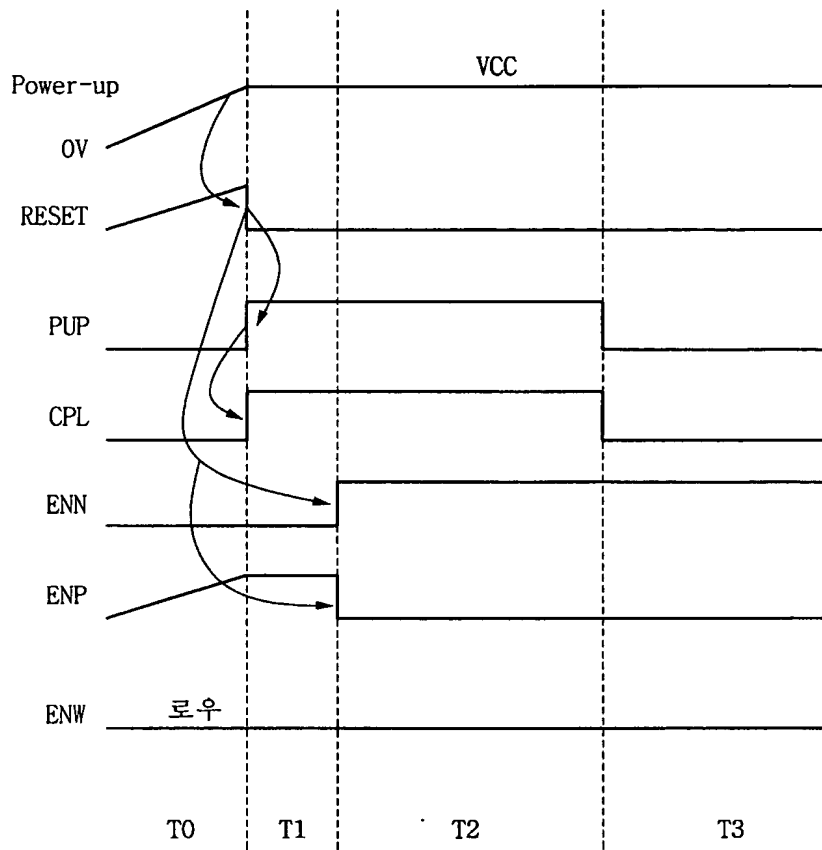 VCC
Power-up
0V
RESET
PUP
CPL
ENN
ENP
ENW
로우
T0
T1
T2
T3